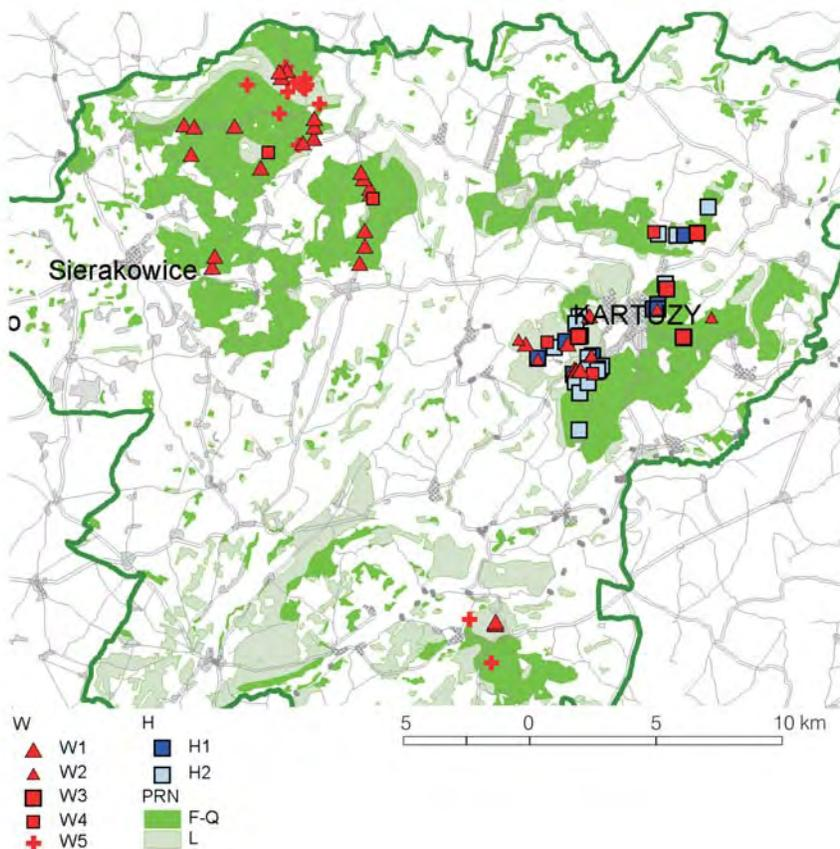 Sierakowice
KARTUZY
o
5 0 5 10 km
W H
W1 H1
W2 H2
W3 PRN
W4 F-Q
W5 L